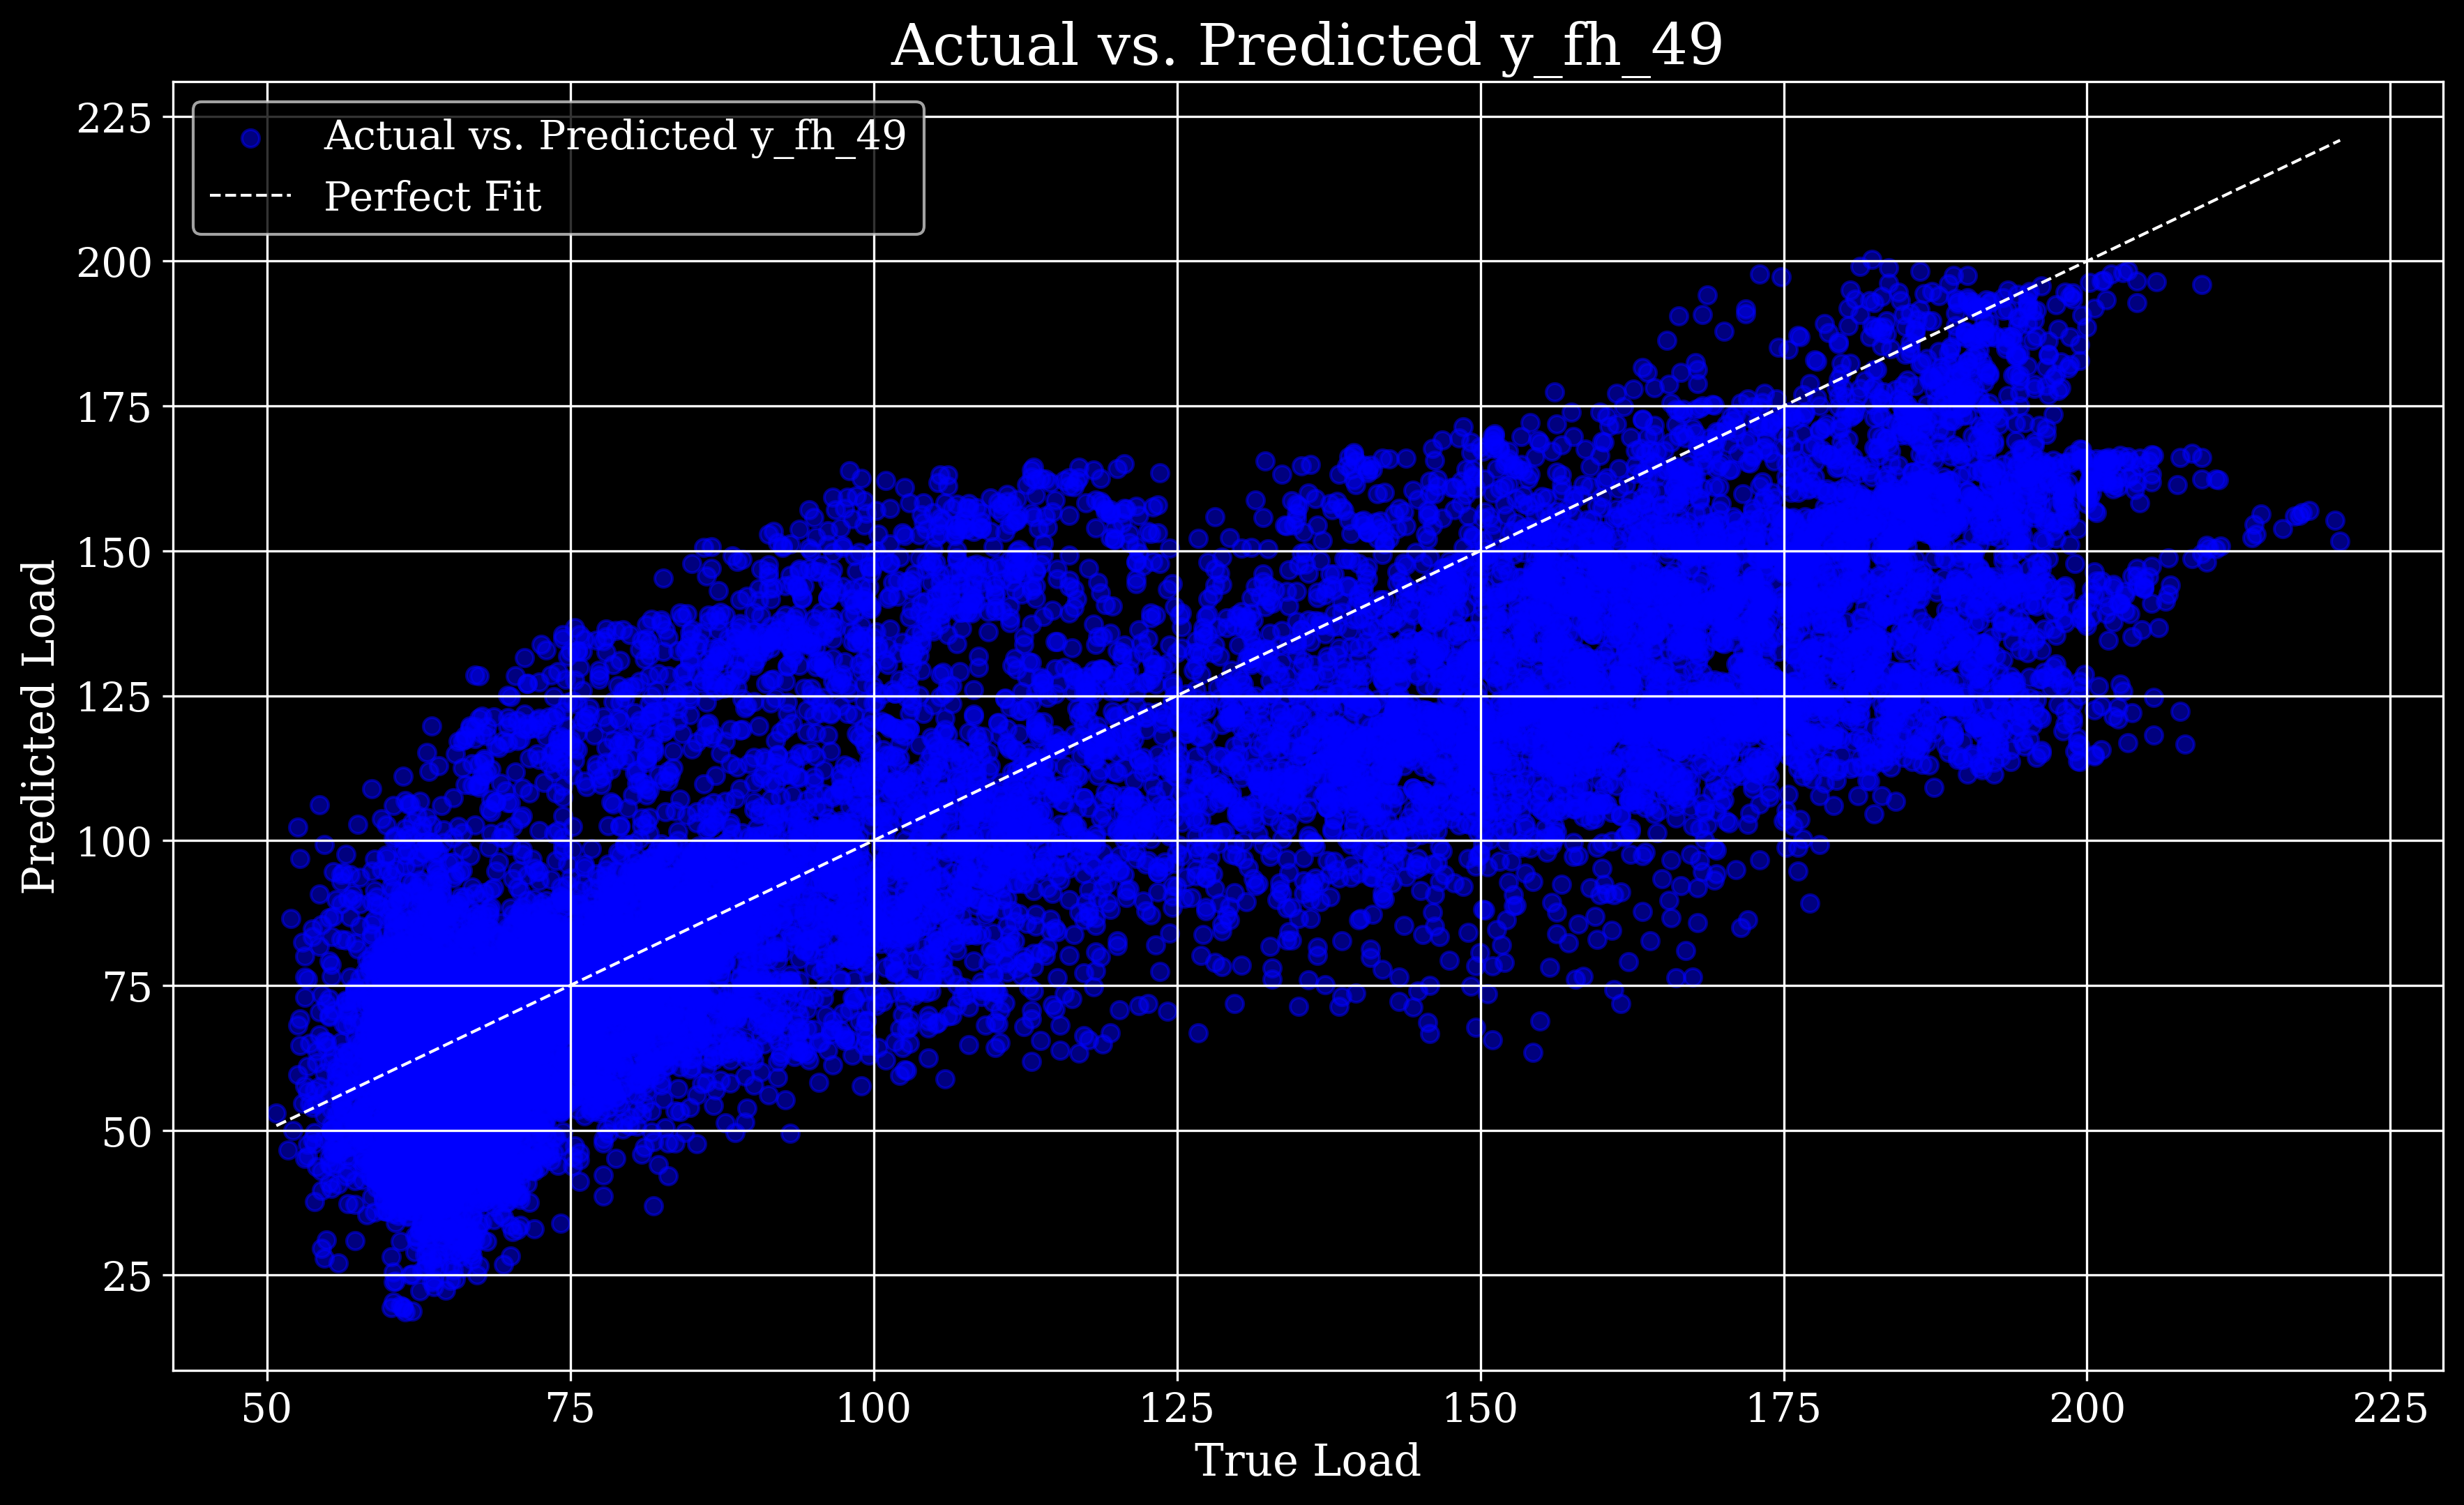 Actual vs. Predicted y_fh_49
Actual vs. Predicted y_fh_49
Perfect Fit
225
200
175
150
125
100
75
50
25
Predicted Load
50 75 100 125 150 175 200 225
True Load